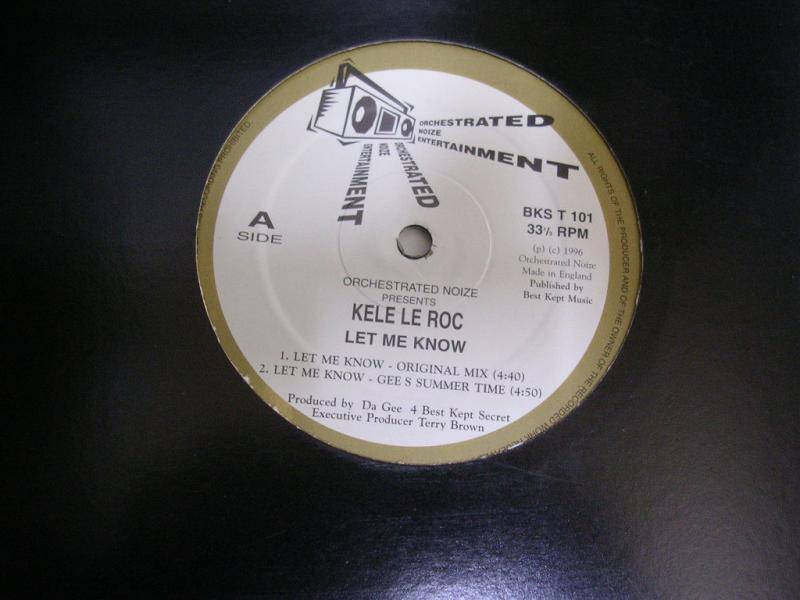 ORCHESTRATED
NOIZE
ENTERTAINMENT
ORCHESTRATED
NOIZE
ENTERTAINMENT
A
SIDE
BKS T 101
33⅓ RPM
(p) (c) 1996
Orchestrated Noize
Made in England
Published by
Best Kept Music
ORCHESTRATED NOIZE
PRESENTS
KELE LE ROC
LET ME KNOW
1. LET ME KNOW - ORIGINAL MIX (4:40)
2. LET ME KNOW - GEE S SUMMER TIME (4:50)
Produced by Da Gee 4 Best Kept Secret
Executive Producer Terry Brown
ALL RIGHTS OF THE PRODUCER AND OF THE OWNER OF THE RECORDED WORK
PROHIBITED.